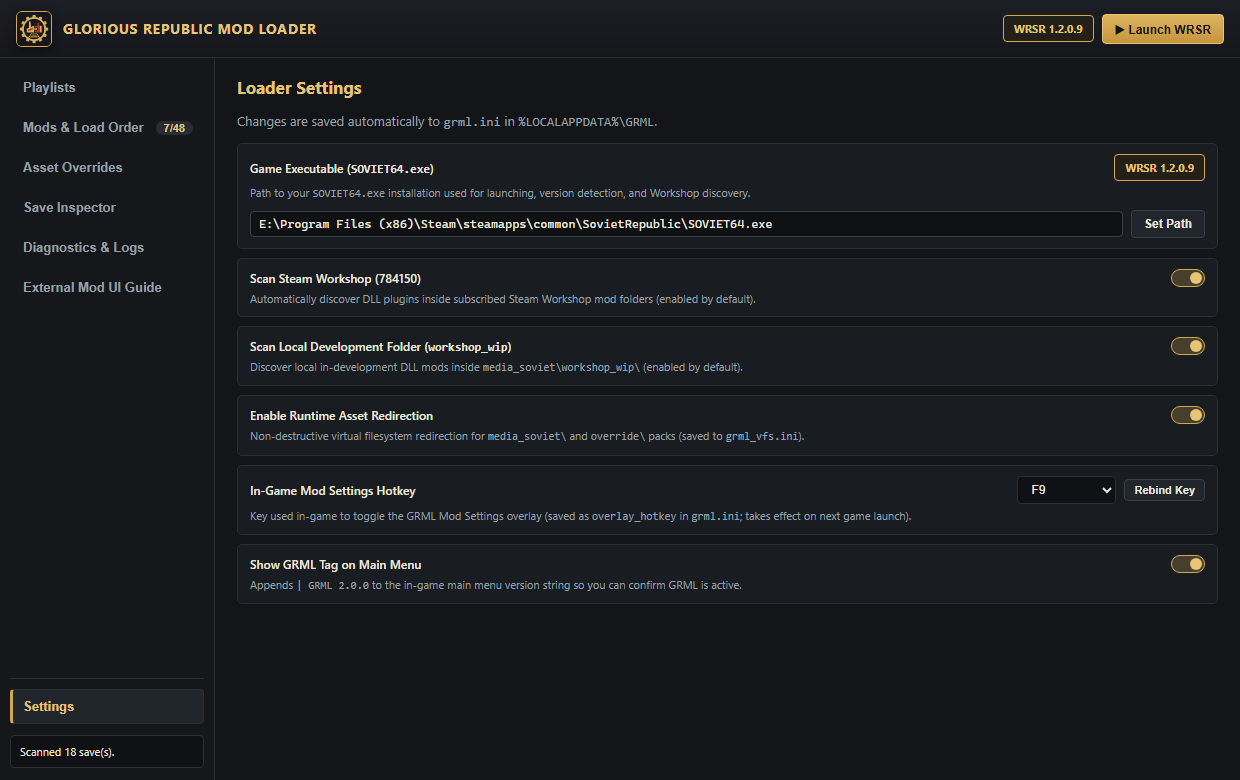 GLORIOUS REPUBLIC MOD LOADER
WRSR 1.2.0.9
▶ Launch WRSR
Playlists
Mods & Load Order 7/48
Asset Overrides
Save Inspector
Diagnostics & Logs
External Mod UI Guide
Settings
Scanned 18 save(s).
Loader Settings
Changes are saved automatically to grml.ini in %LOCALAPPDATA%\GRML.
Game Executable (SOVIET64.exe)
WRSR 1.2.0.9
Path to your SOVIET64.exe installation used for launching, version detection, and Workshop discovery.
E:\Program Files (x86)\Steam\steamapps\common\SovietRepublic\SOVIET64.exe
Set Path
Scan Steam Workshop (784150)
Automatically discover DLL plugins inside subscribed Steam Workshop mod folders (enabled by default).
Scan Local Development Folder (workshop_wip)
Discover local in-development DLL mods inside media_soviet\workshop_wip\ (enabled by default).
Enable Runtime Asset Redirection
Non-destructive virtual filesystem redirection for media_soviet\ and override\ packs (saved to grml_vfs.ini).
In-Game Mod Settings Hotkey
F9
Rebind Key
Key used in-game to toggle the GRML Mod Settings overlay (saved as overlay_hotkey in grml.ini; takes effect on next game launch).
Show GRML Tag on Main Menu
Appends | GRML 2.0.0 to the in-game main menu version string so you can confirm GRML is active.